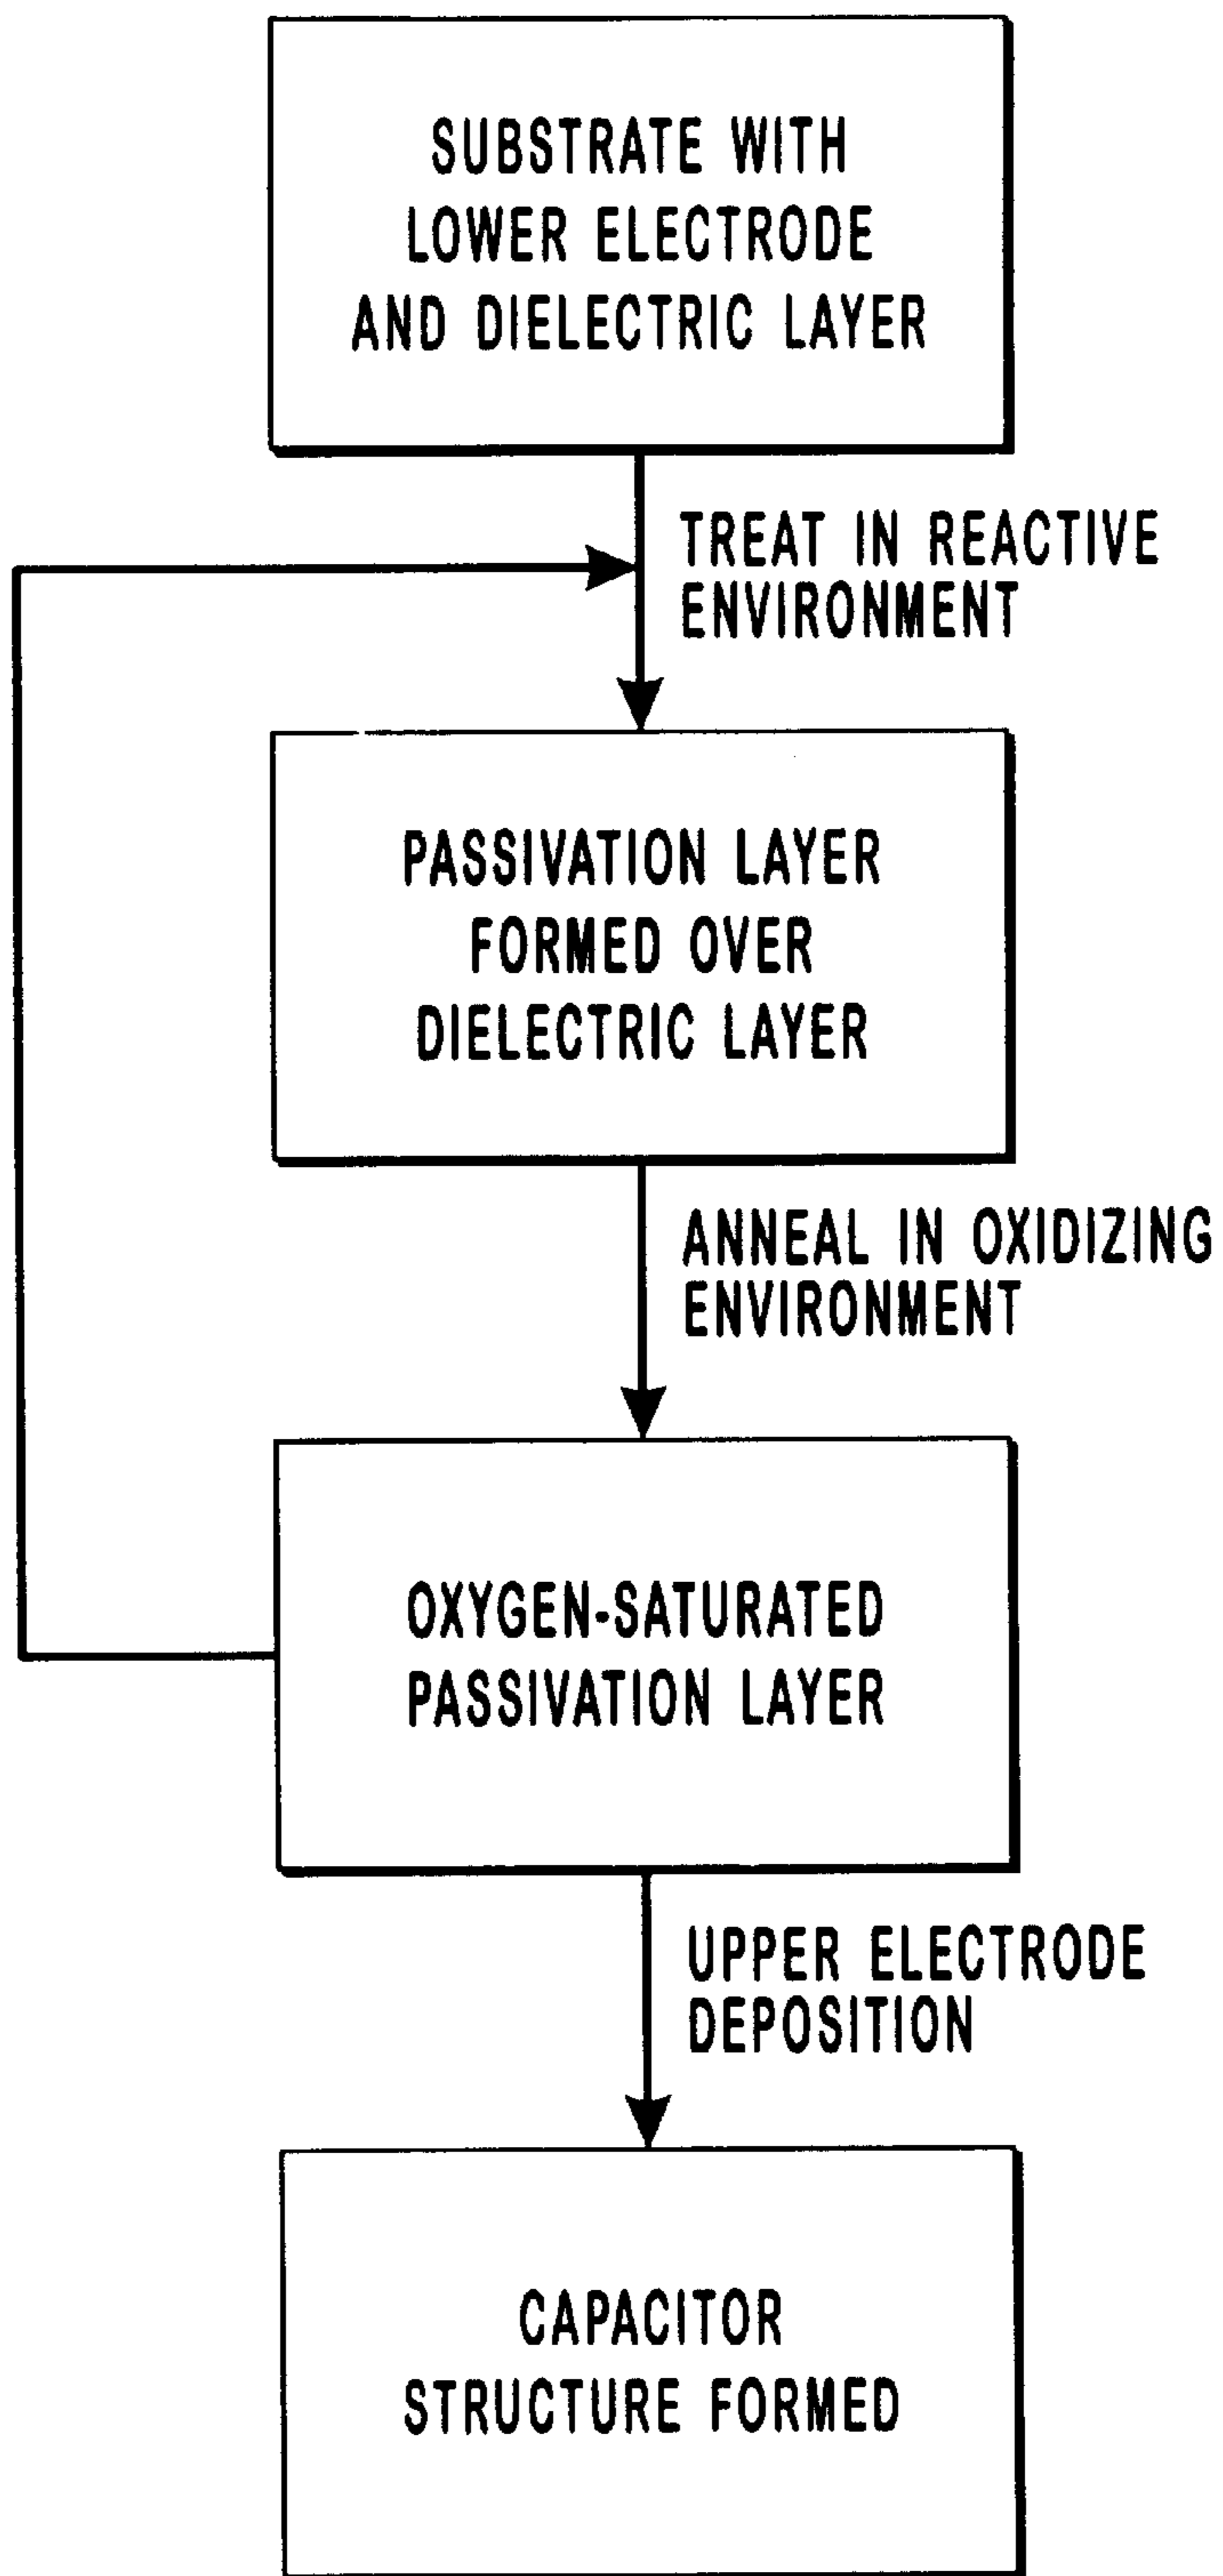 SUBSTRATE WITH
LOWER ELECTRODE
AND DIELECTRIC LAYER
TREAT IN REACTIVE
ENVIRONMENT
PASSIVATION LAYER
FORMED OVER
DIELECTRIC LAYER
ANNEAL IN OXIDIZING
ENVIRONMENT
OXYGEN-SATURATED
PASSIVATION LAYER
UPPER ELECTRODE
DEPOSITION
CAPACITOR
STRUCTURE FORMED